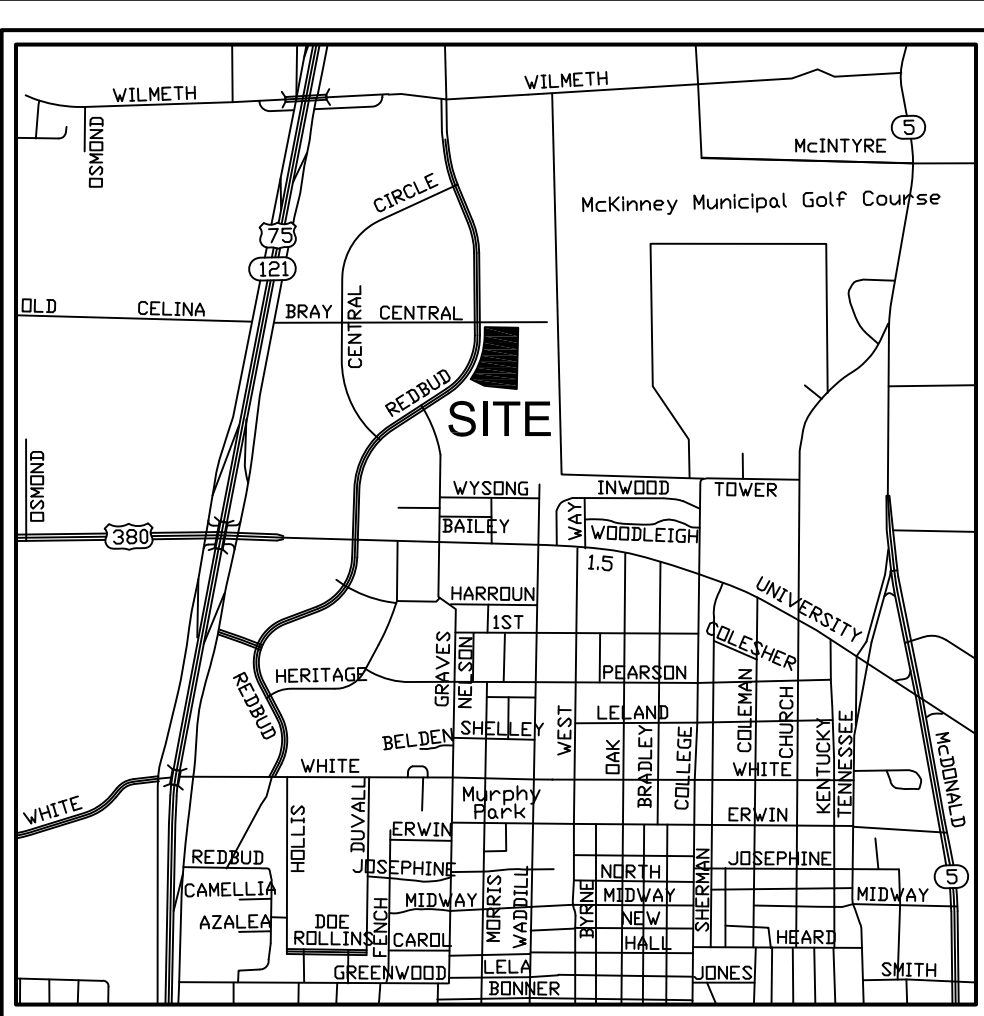 WILMETH
WILMETH
OSMOND
5
McINTYRE
CIRCLE
McKinney Municipal Golf Course
75
121
OLD
CELINA
BRAY
CENTRAL
CENTRAL
REDBUD
SITE
OSMOND
WYSONG
INWOOD
TOWER
BAILEY
WAY
WOODLEIGH
380
1.5
UNIVERSITY
HARROUN
1ST
COLESHER
GRAVES
NELSON
HERITAGE
PEARSON
REDBUD
LELAND
SHELLEY
WEST
OAK
BRADLEY
COLLEGE
COLEMAN
CHURCH
KENTUCKY
TENNESSEE
BELDEN
McDONALD
WHITE
WHITE
WHITE
Murphy
Park
HOLLIS
DUVALL
ERWIN
ERWIN
REDBUD
JOSEPHINE
JOSEPHINE
NORTH
SHERMAN
5
CAMELLIA
MIDWAY
MORRIS
WADDILL
BYRNE
MIDWAY
MIDWAY
AZALEA
DOE
ROLLINS
FENCH
CAROL
NEW
HALL
HEARD
GREENWOOD
LELA
JONES
SMITH
BONNER